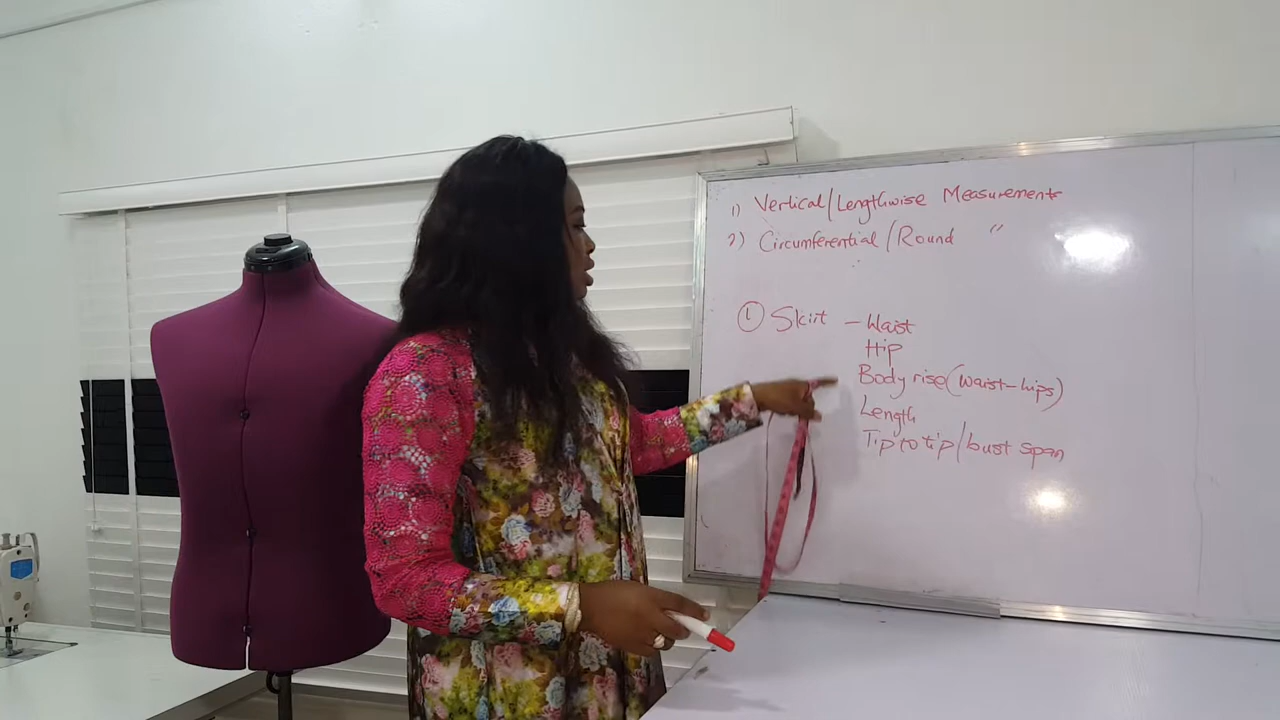 1) Vertical/Lengthwise Measurements
2) Circumferential/Round "
① Skirt - Waist
Hip
Body rise (waist-hips)
Length
Tip to tip/bust span